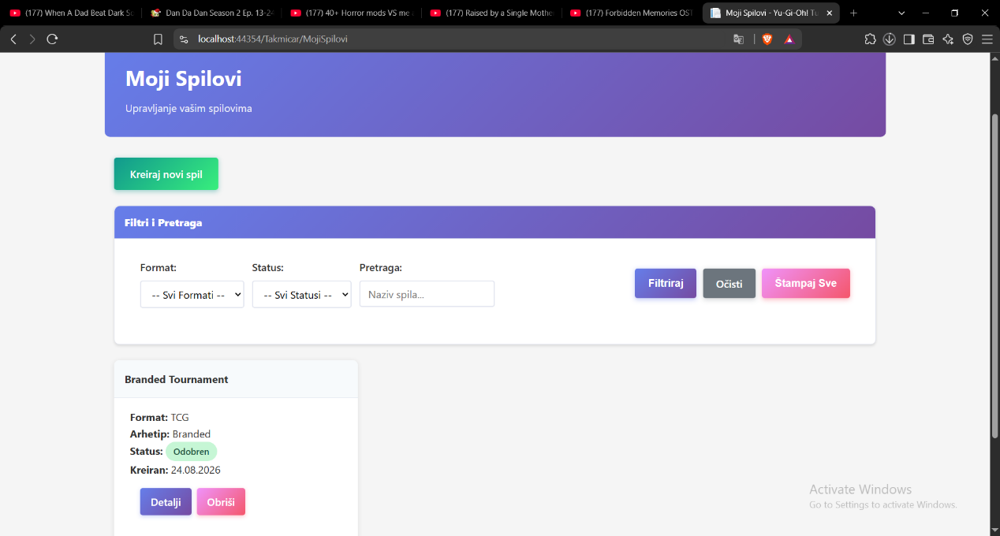 (177) When A Dad Beat Dark So
Dan Da Dan Season 2 Ep. 13-24
(177) 40+ Horror mods VS me a
(177) Raised by a Single Mothe
(177) Forbidden Memories OST
Moji Spilovi - Yu-Gi-Oh! Tu
localhost:44354/Takmicar/MojiSpilovi
Moji Spilovi
Upravljanje vašim spilovima
Kreiraj novi spil
Filtri i Pretraga
Format: Status: Pretraga:
-- Svi Formati -- -- Svi Statusi -- Naziv spila... Filtriraj Očisti Štampaj Sve
Branded Tournament
Format: TCG
Arhetip: Branded
Status: Odobren
Kreiran: 24.08.2026
Detalji Obriši
Activate Windows
Go to Settings to activate Windows.